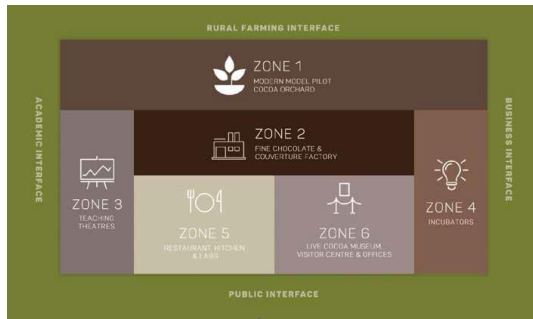 RURAL FARMING INTERFACE
ZONE 1
MODERN MODEL PILOT
COCOA ORCHARD
ACADEMIC INTERFACE
BUSINESS INTERFACE
ZONE 2
FINE CHOCOLATE &
COUVERTURE FACTORY
ZONE 3
TEACHING
THEATRES
ZONE 4
INCUBATORS
ZONE 5
RESTAURANT KITCHEN
& LABS
ZONE 6
LIVE COCOA MUSEUM
VISITOR CENTRE & OFFICES
PUBLIC INTERFACE